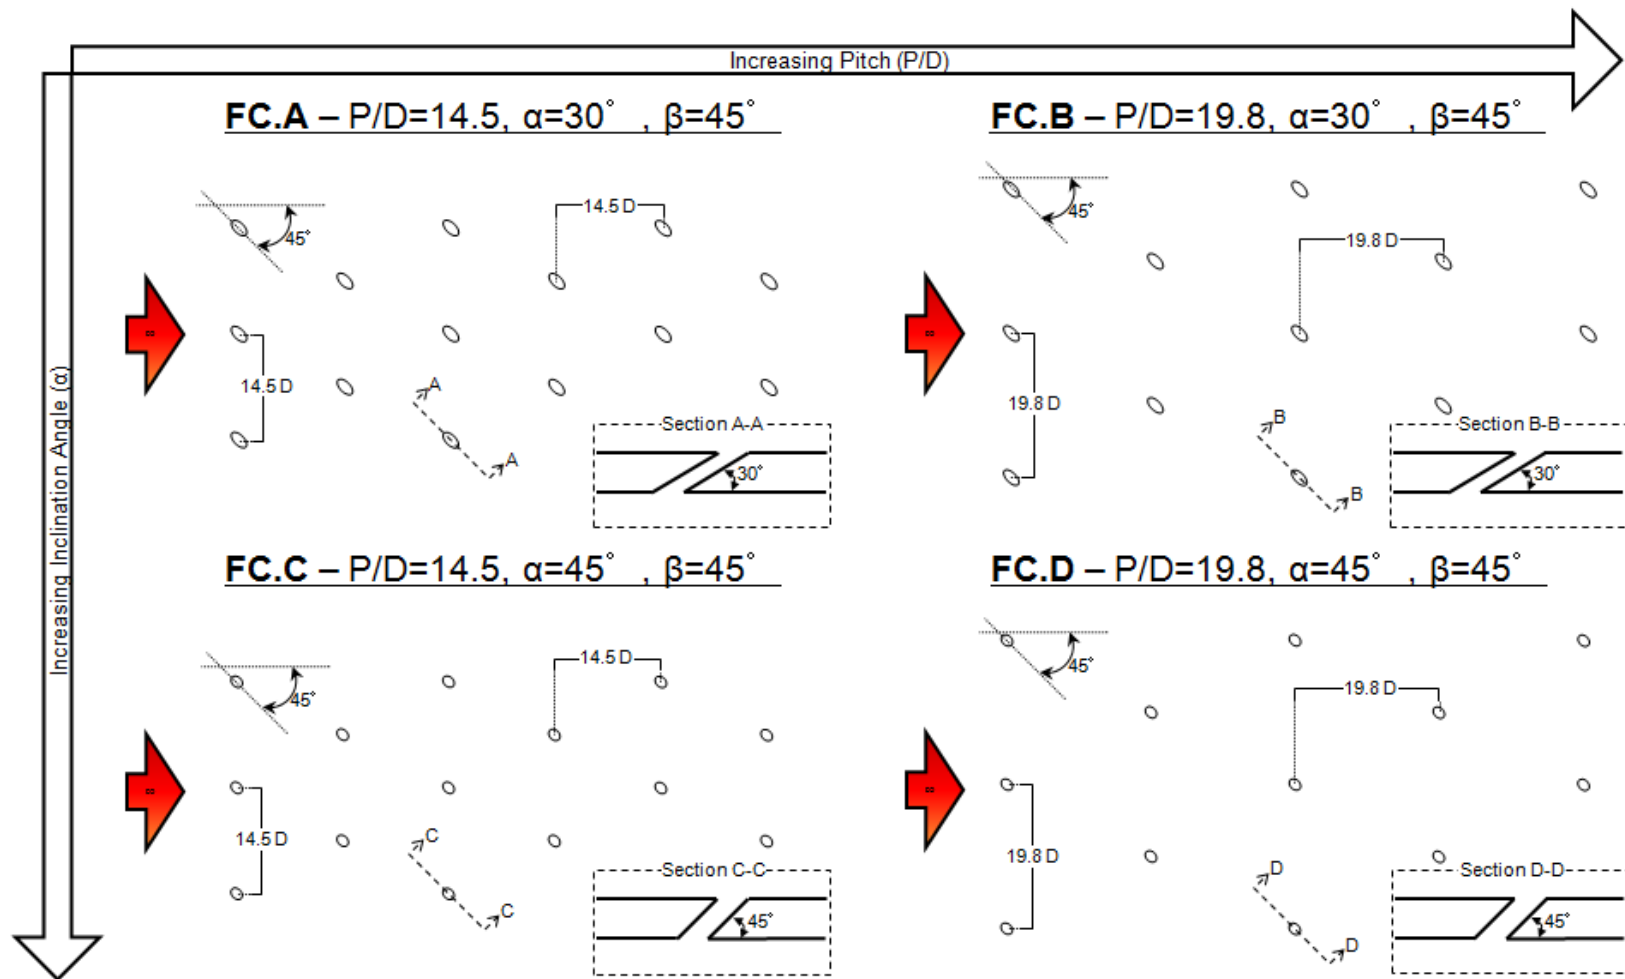 Increasing Pitch (P/D)
Increasing Inclination Angle (α)
FC.A – P/D=14.5, α=30° , β=45°
45°
14.5 D
∞
14.5 D
A
A
Section A-A
30°
FC.B – P/D=19.8, α=30° , β=45°
45°
19.8 D
∞
19.8 D
B
B
Section B-B
30°
FC.C – P/D=14.5, α=45° , β=45°
45°
14.5 D
∞
14.5 D
C
C
Section C-C
45°
FC.D – P/D=19.8, α=45° , β=45°
45°
19.8 D
∞
19.8 D
D
D
Section D-D
45°